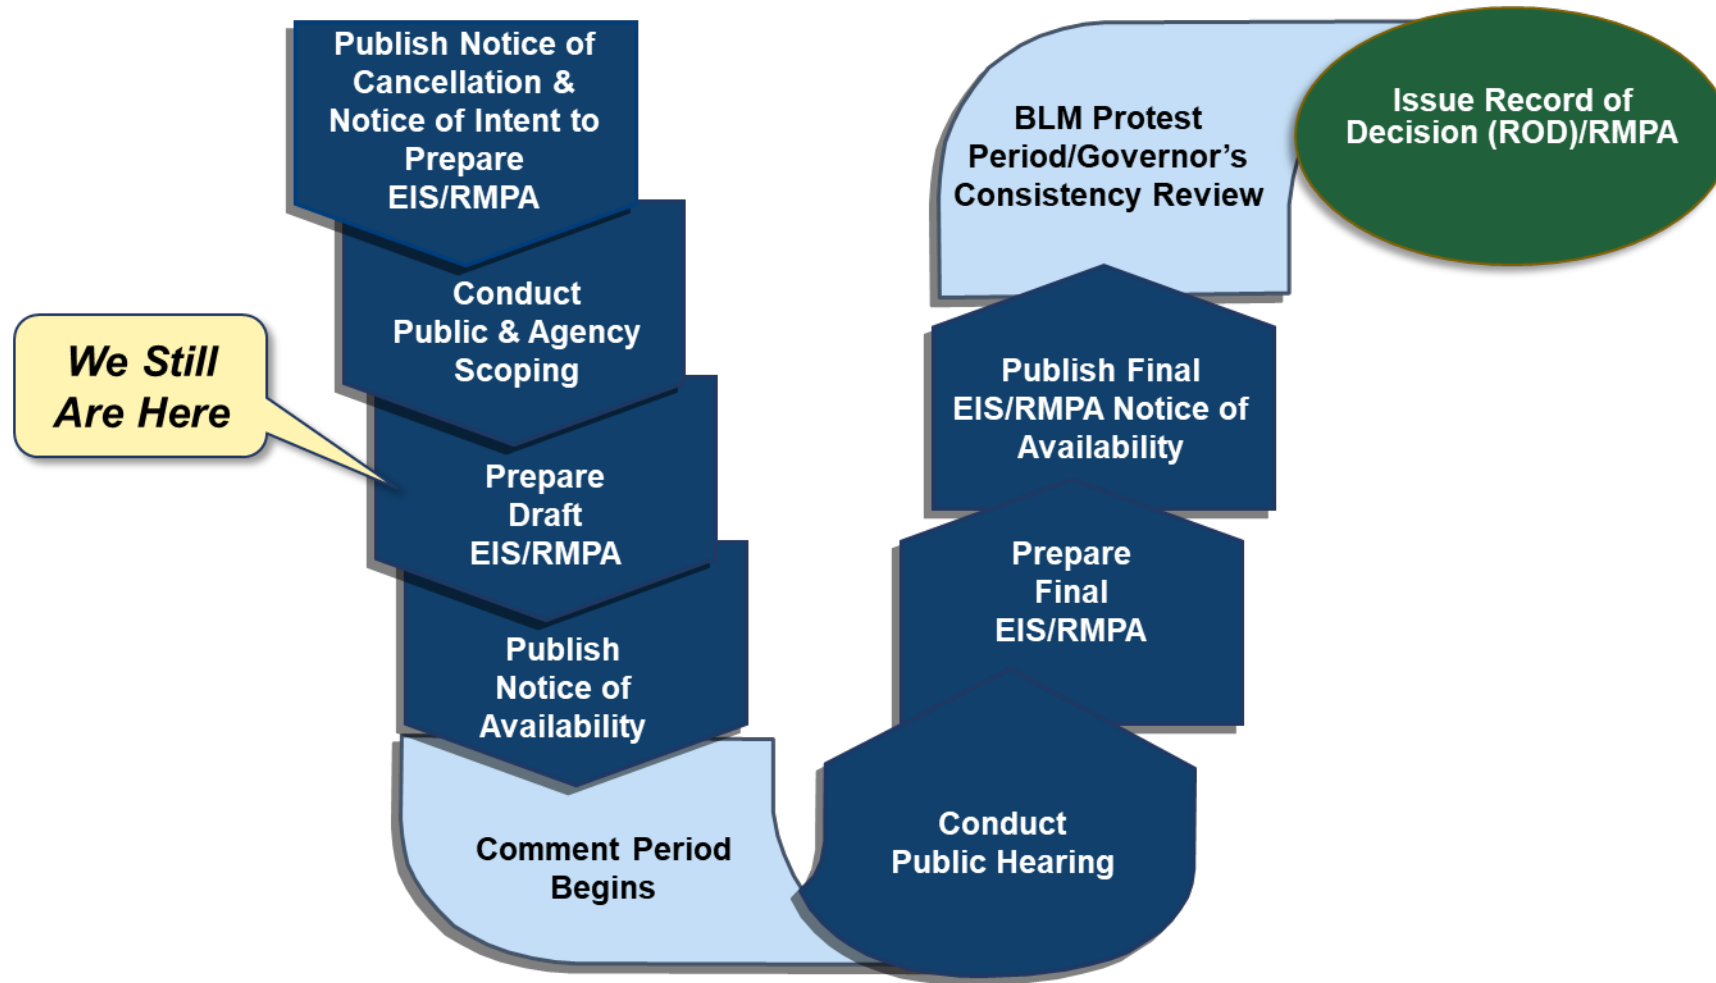 Publish Notice of
Cancellation &
Notice of Intent to
Prepare
EIS/RMPA
Conduct
Public & Agency
Scoping
We Still
Are Here
Prepare
Draft
EIS/RMPA
Publish
Notice of
Availability
Comment Period
Begins
Conduct
Public Hearing
Prepare
Final
EIS/RMPA
Publish Final
EIS/RMPA Notice of
Availability
BLM Protest
Period/Governor’s
Consistency Review
Issue Record of
Decision (ROD)/RMPA